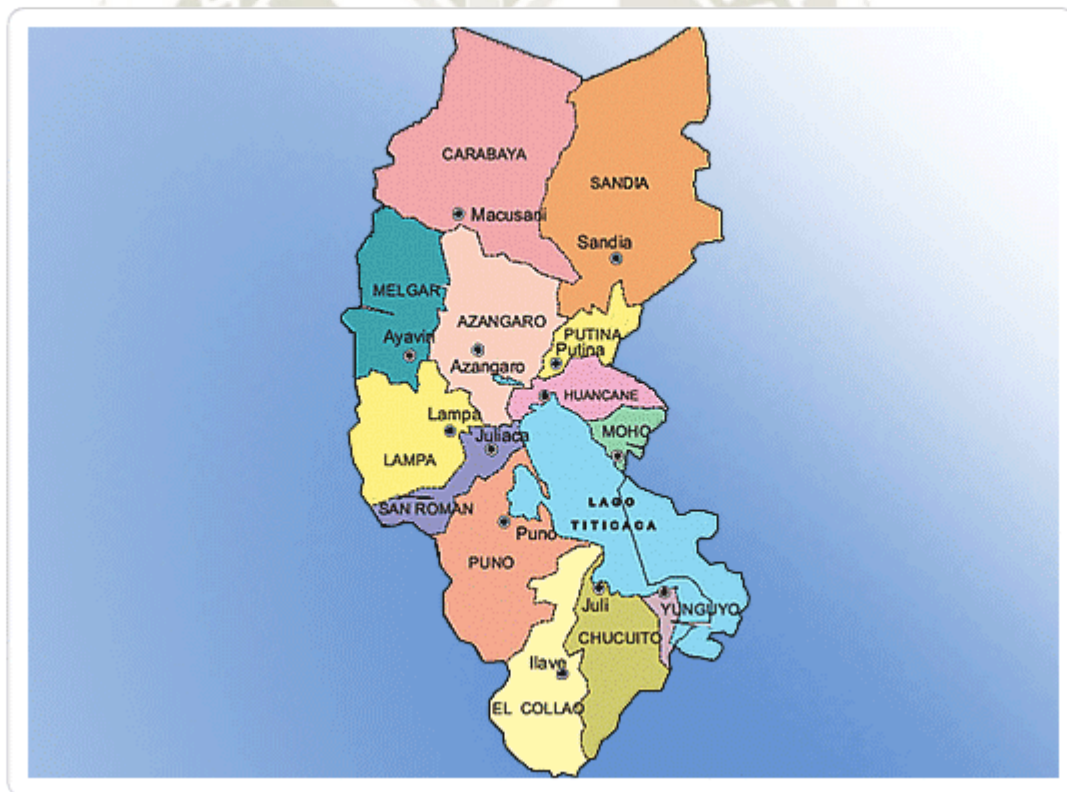 CARABAYA
SANDIA
Macusani
Sandia
MELGAR
AZANGARO
PUTINA
Ayaviri
Putina
Azangaro
HUANCANE
Lampa
MOHO
Juliaca
LAMPA
LAGO
SAN ROMAN
TITICACA
Puno
PUNO
Juli
YUNGUYO
CHUCUITO
Ilave
EL COLLAO